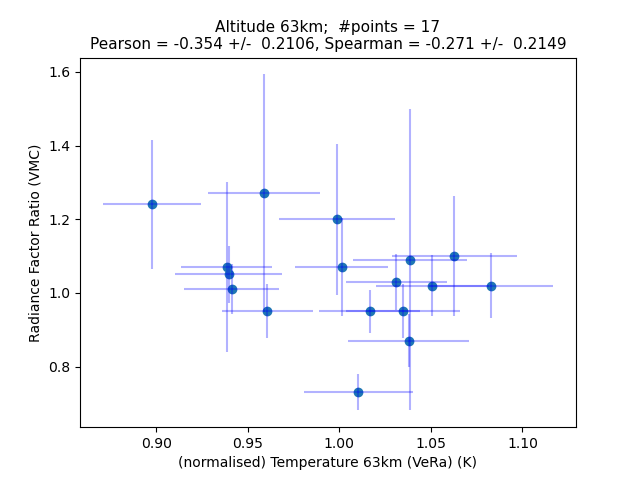 Altitude 63km;  #points = 17
Pearson = -0.354 +/-  0.2106, Spearman = -0.271 +/-  0.2149
1.6
1.4
1.2
1.0
0.8
Radiance Factor Ratio (VMC)
0.90 0.95 1.00 1.05 1.10
(normalised) Temperature 63km (VeRa) (K)